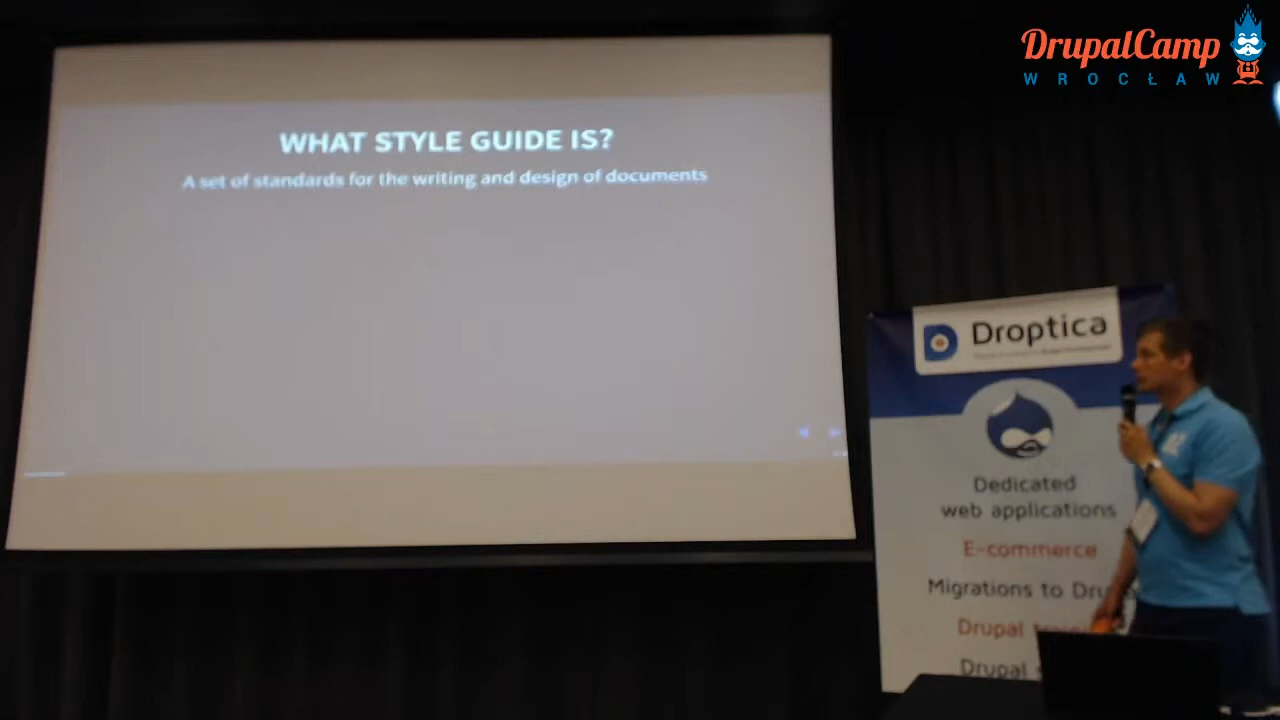 DrupalCamp
WROCŁAW
WHAT STYLE GUIDE IS?
A set of standards for the writing and design of documents
Droptica
Dedicated
web applications
E-commerce
Migrations to
Drupal
Drupal